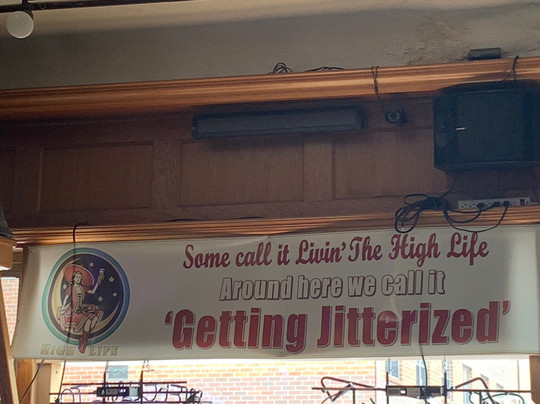 Some call it Livin' The High Life
Around here we call it
'Getting Jitterized'
HIGH LIFE